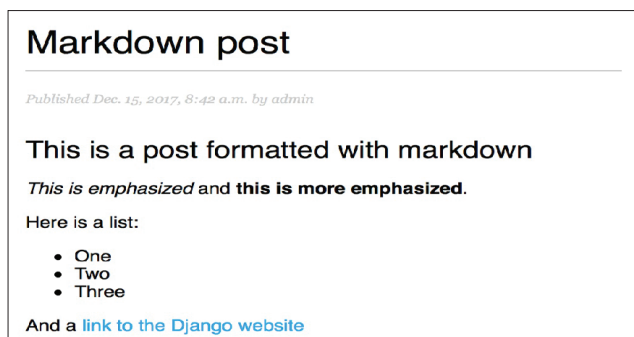 Markdown post
Published Dec. 15, 2017, 8:42 a.m. by admin
This is a post formatted with markdown
This is emphasized and this is more emphasized.
Here is a list:
• One
• Two
• Three
And a link to the Django website